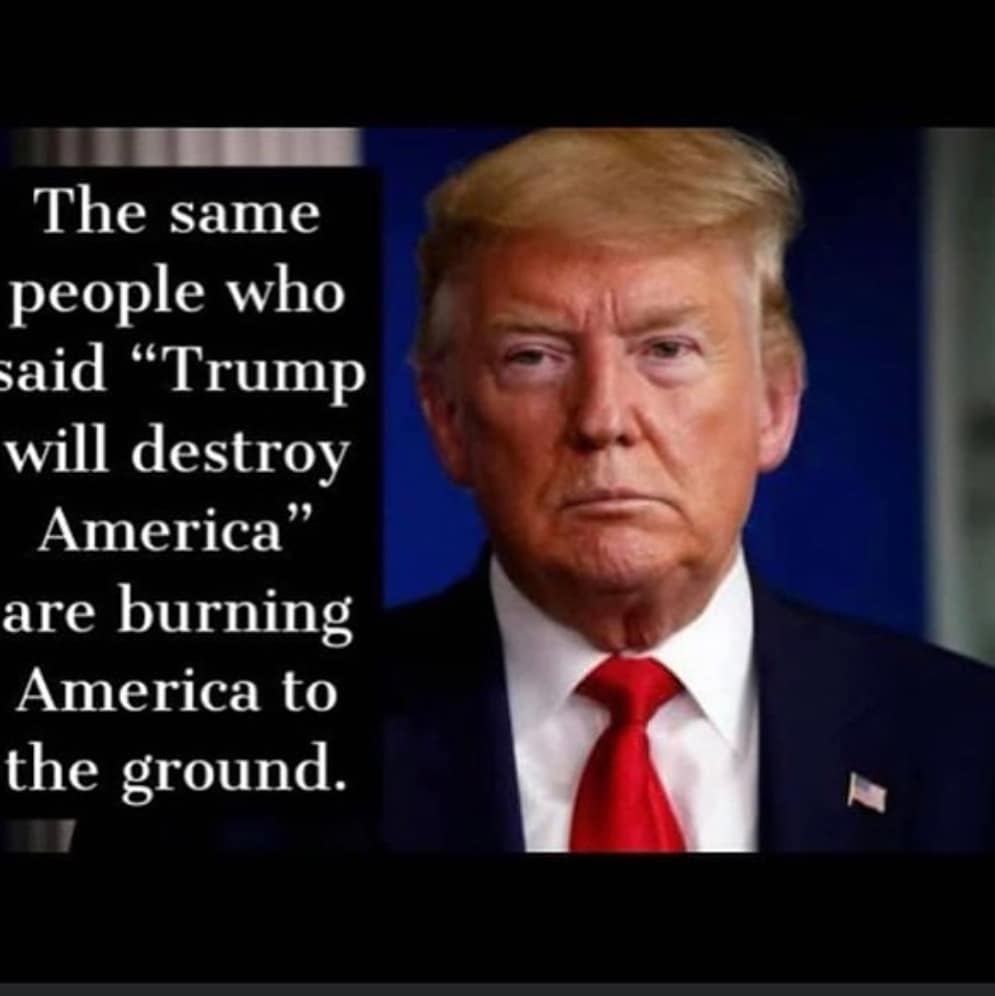 The same
people who
said “Trump
will destroy
America”
are burning
America to
the ground.